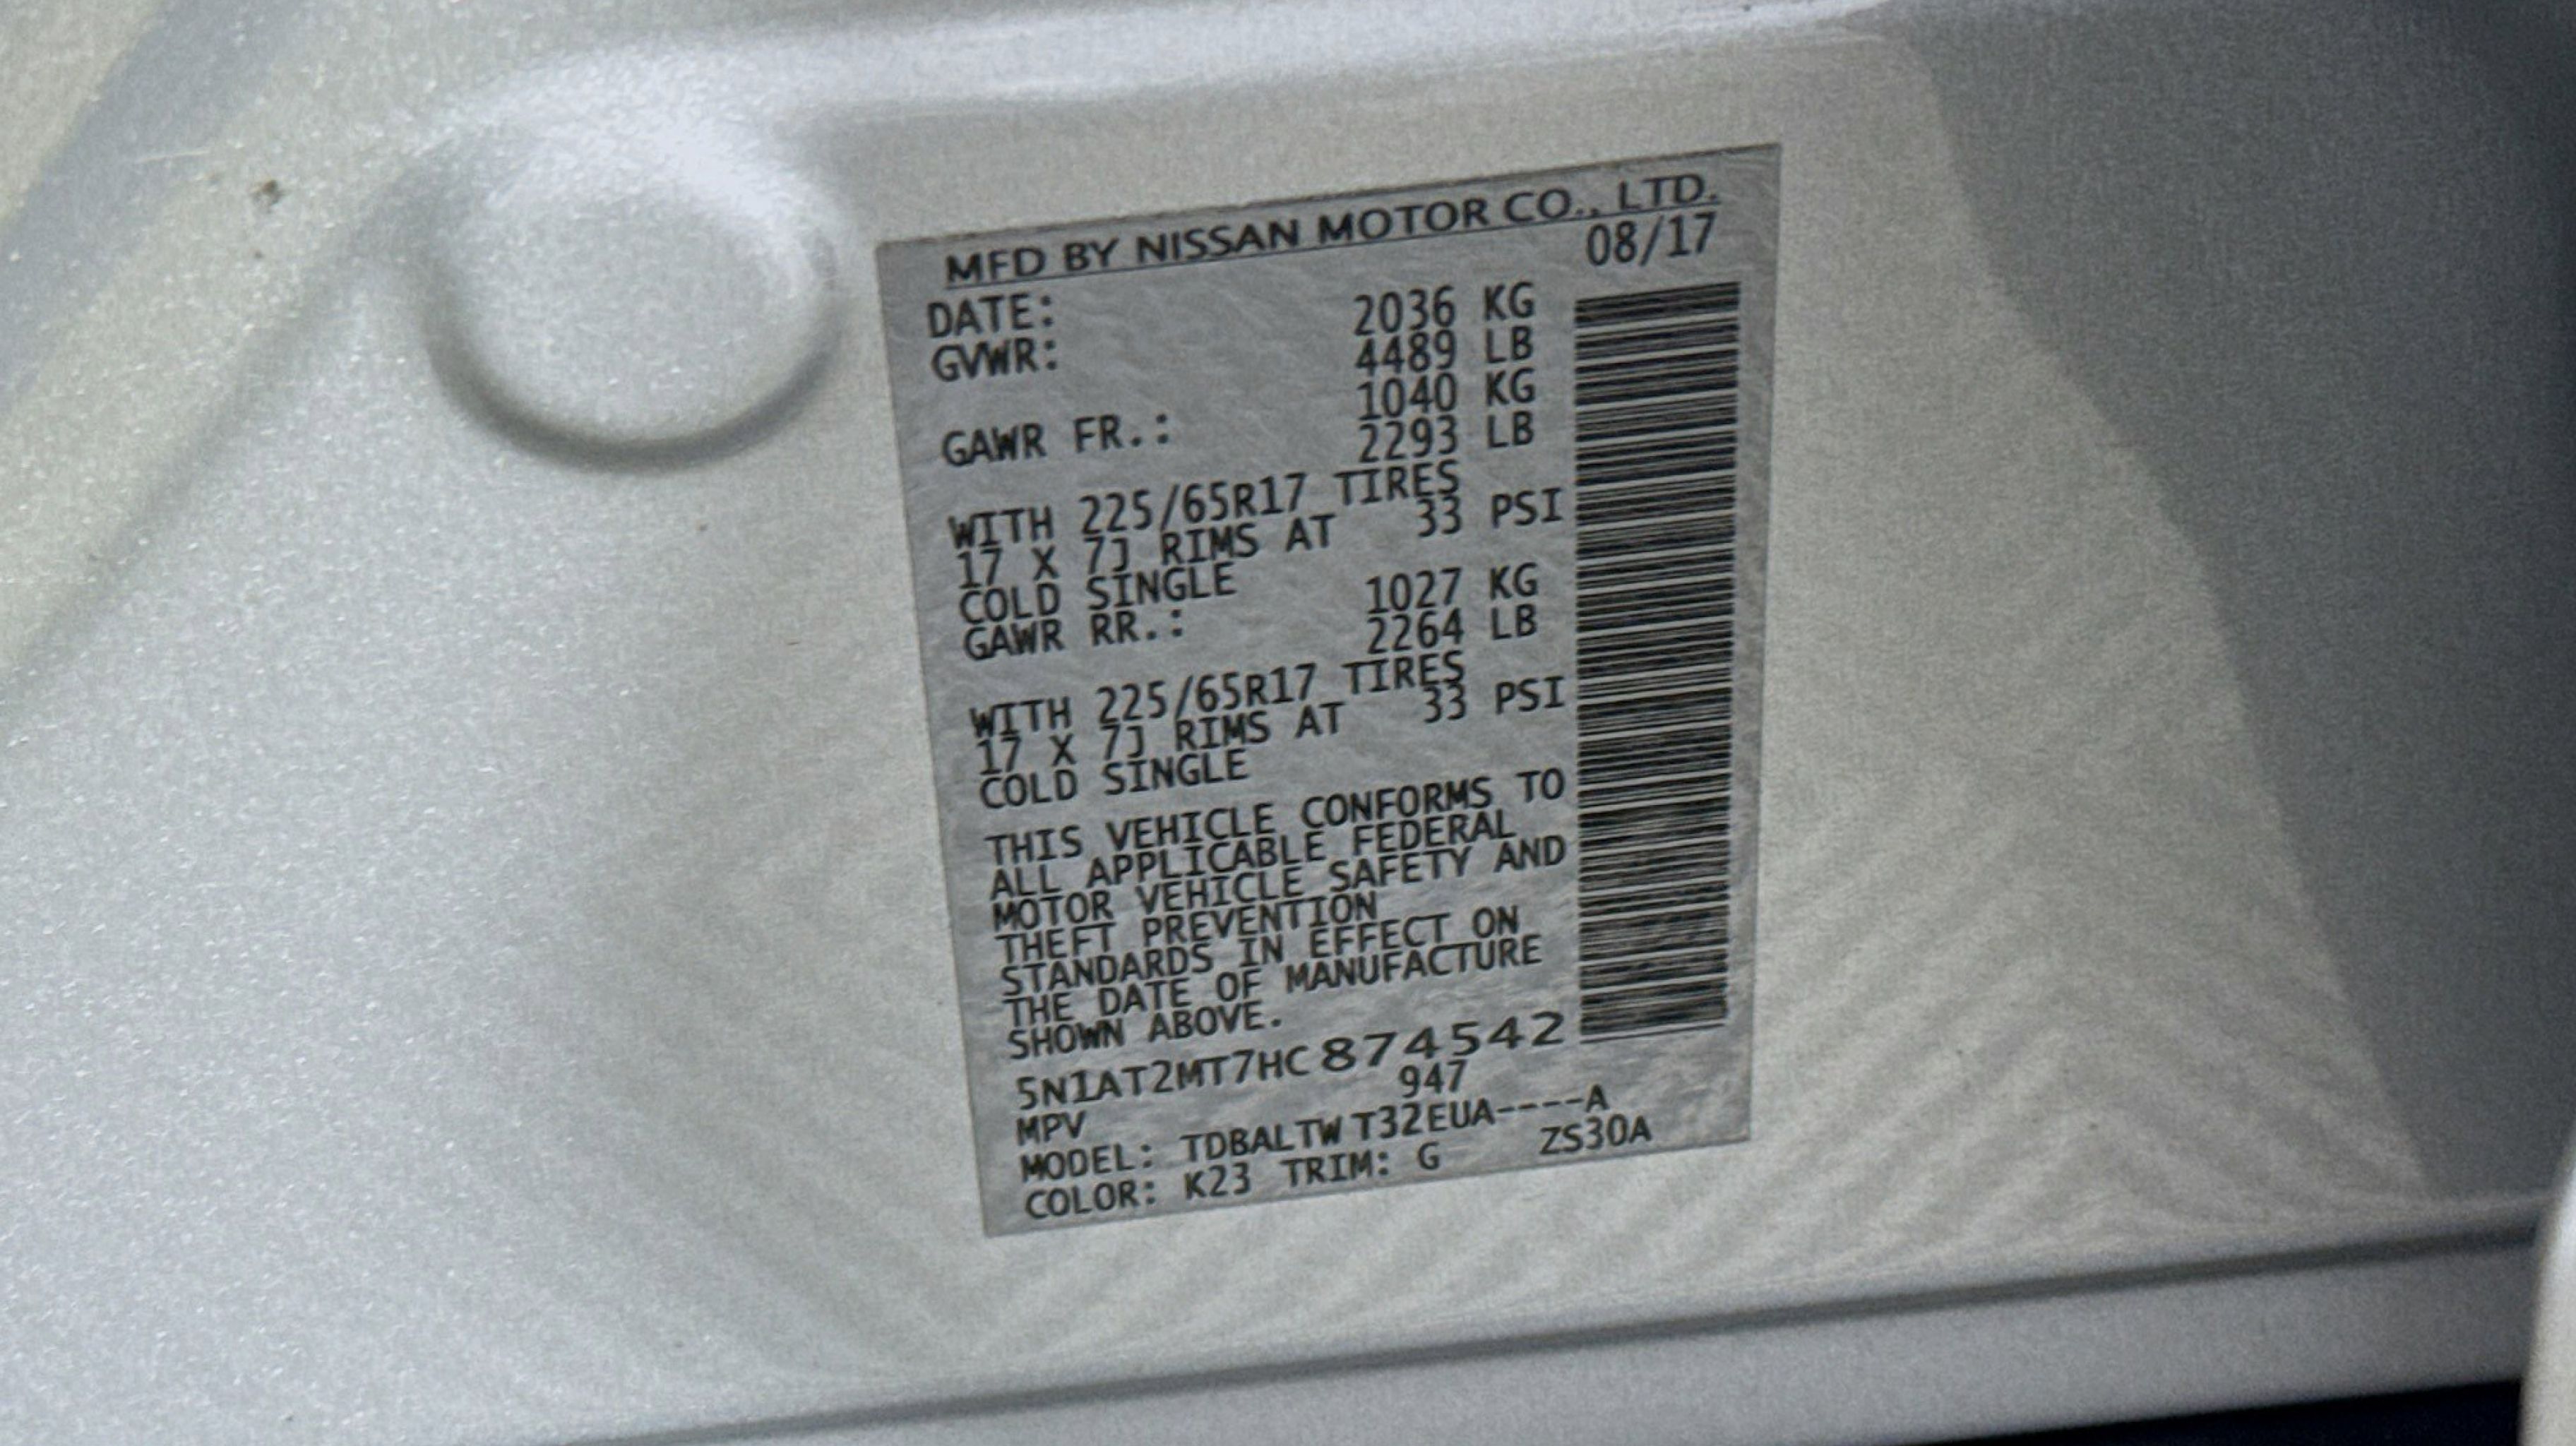 MFD BY NISSAN MOTOR CO., LTD.
DATE: 08/17
GVWR: 2036 KG
4489 LB
GAWR FR.: 1040 KG
2293 LB
WITH 225/65R17 TIRES
17 X 7J RIMS AT 33 PSI
COLD SINGLE
GAWR RR.: 1027 KG
2264 LB
WITH 225/65R17 TIRES
17 X 7J RIMS AT 33 PSI
COLD SINGLE
THIS VEHICLE CONFORMS TO
ALL APPLICABLE FEDERAL
MOTOR VEHICLE SAFETY AND
THEFT PREVENTION
STANDARDS IN EFFECT ON
THE DATE OF MANUFACTURE
SHOWN ABOVE.
5N1AT2MT7HC874542
MPV 947
MODEL: TDBALTW T32EUA----A
COLOR: K23 TRIM: G ZS30A